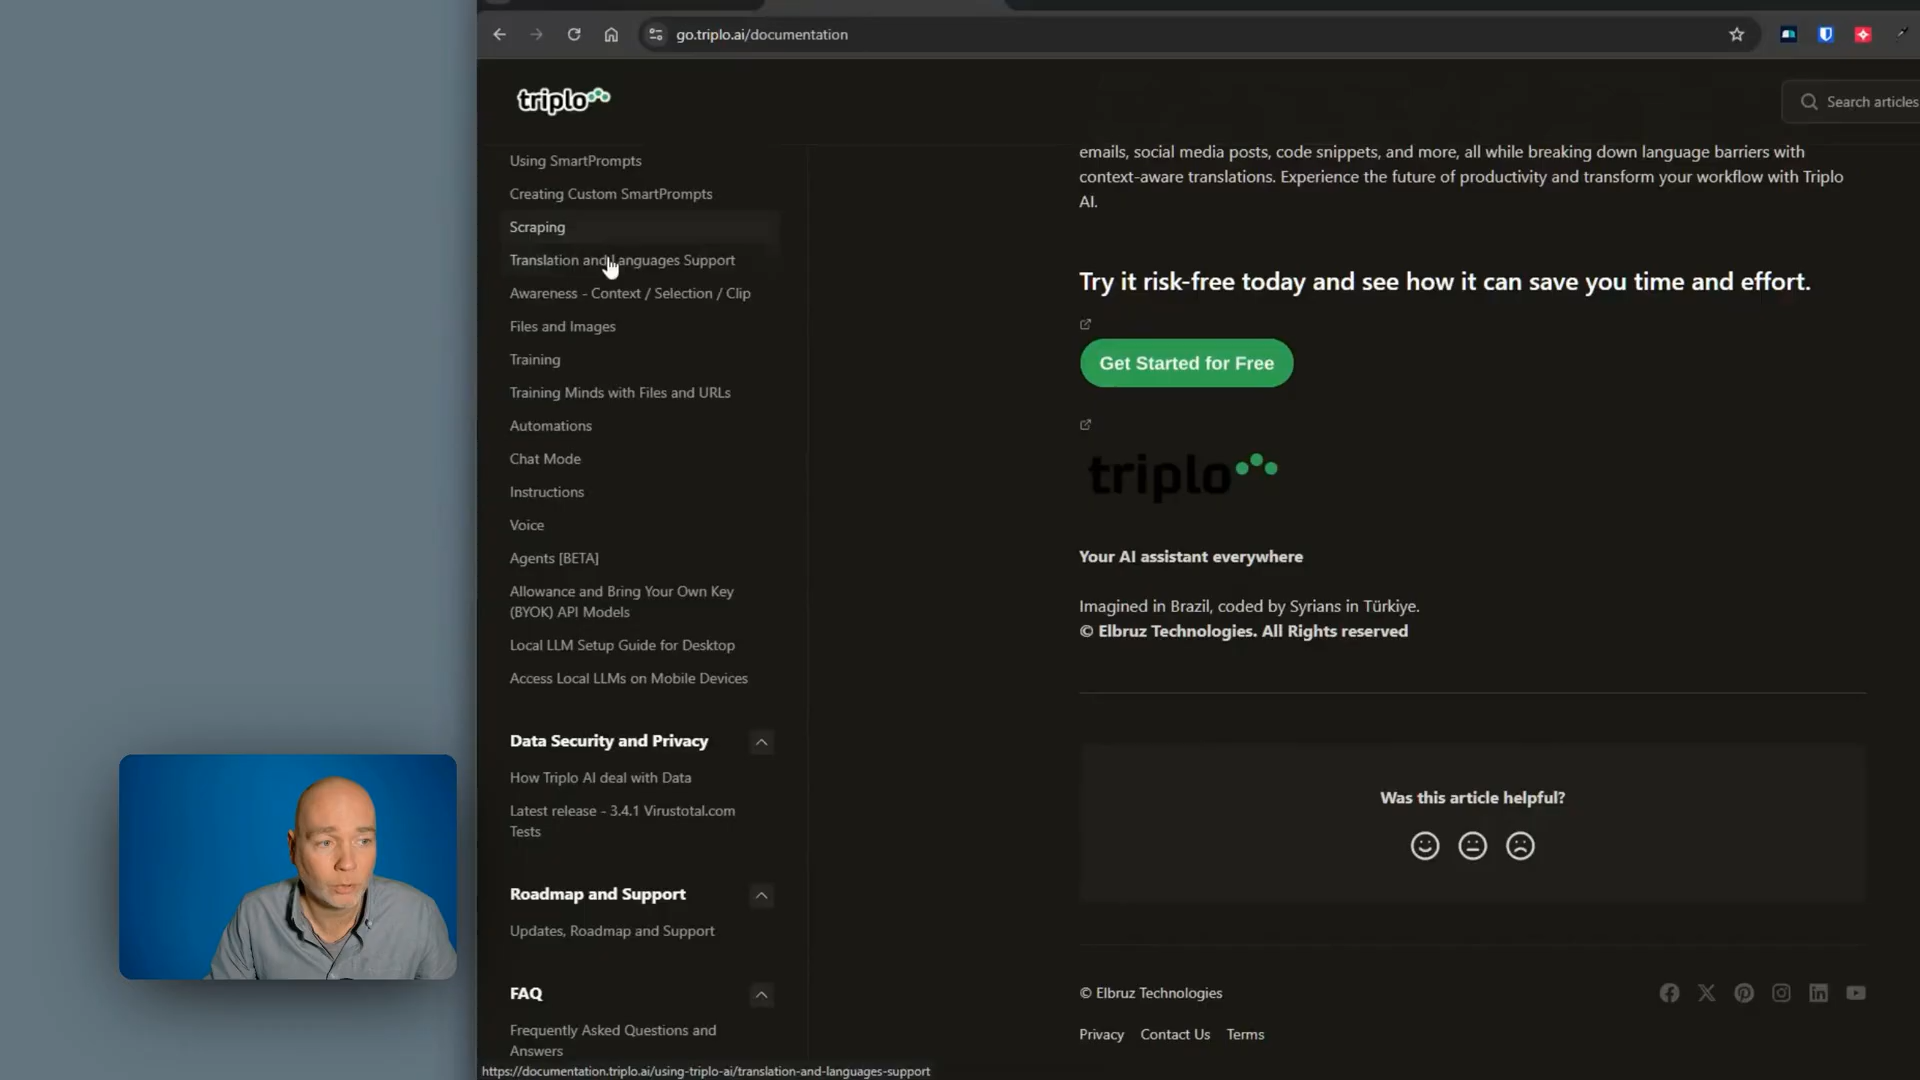 go.triplo.ai/documentation
triplo
Search articles
Using SmartPrompts
Creating Custom SmartPrompts
Scraping
Translation and Languages Support
Awareness - Context / Selection / Clip
Files and Images
Training
Training Minds with Files and URLs
Automations
Chat Mode
Instructions
Voice
Agents [BETA]
Allowance and Bring Your Own Key
(BYOK) API Models
Local LLM Setup Guide for Desktop
Access Local LLMs on Mobile Devices
Data Security and Privacy
How Triplo AI deal with Data
Latest release - 3.4.1 Virustotal.com
Tests
Roadmap and Support
Updates, Roadmap and Support
FAQ
Frequently Asked Questions and
Answers
emails, social media posts, code snippets, and more, all while breaking down language barriers with
context-aware translations. Experience the future of productivity and transform your workflow with Triplo
AI.
Try it risk-free today and see how it can save you time and effort.
Get Started for Free
triplo
Your AI assistant everywhere
Imagined in Brazil, coded by Syrians in Türkiye.
© Elbruz Technologies. All Rights reserved
Was this article helpful?
© Elbruz Technologies
Privacy Contact Us Terms
https://documentation.triplo.ai/using-triplo-ai/translation-and-languages-support